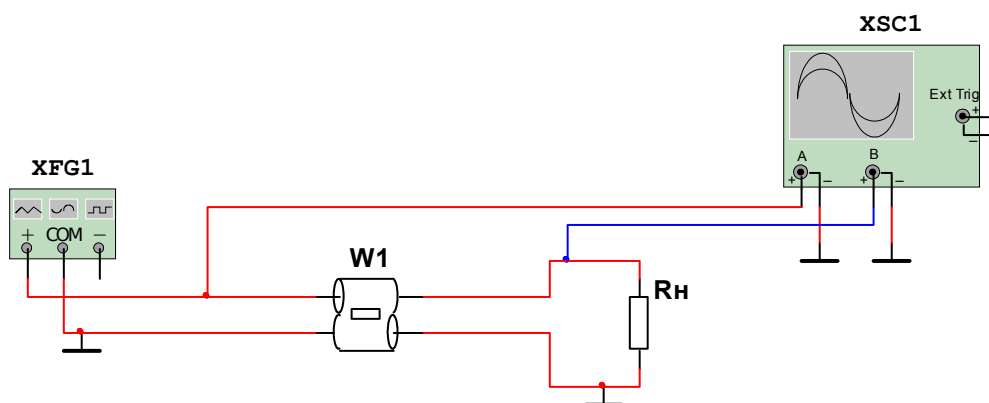 XSC1
Ext Trig
+
−
A
B
+ − + −
XFG1
+ COM −
W1
Rн